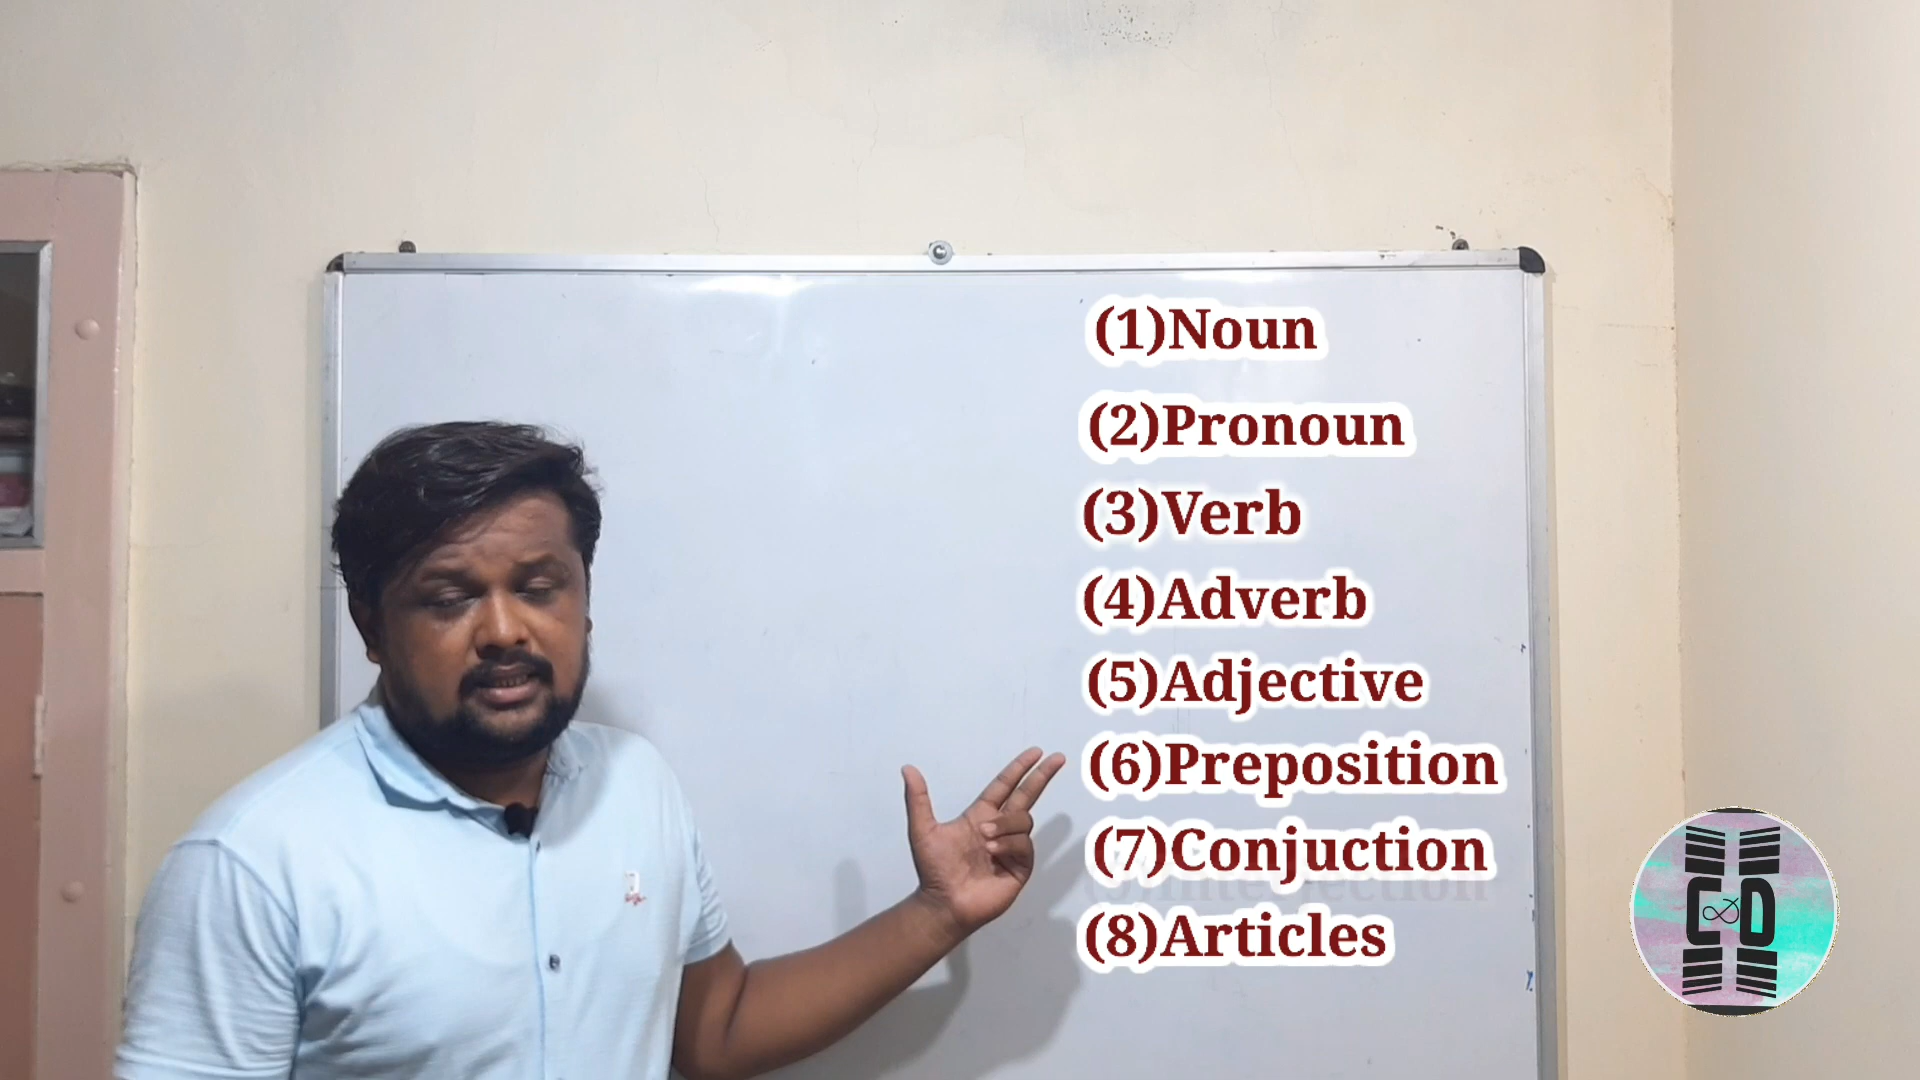 (1)Noun
(2)Pronoun
(3)Verb
(4)Adverb
(5)Adjective
(6)Preposition
(7)Conjuction
(8)Articles
C&D